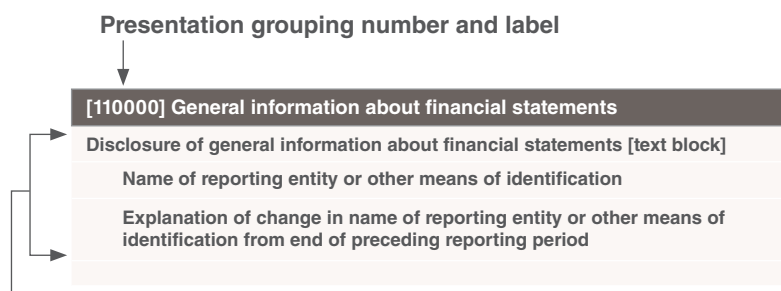 Presentation grouping number and label
[110000] General information about financial statements
Disclosure of general information about financial statements [text block]
Name of reporting entity or other means of identification
Explanation of change in name of reporting entity or other means of
identification from end of preceding reporting period